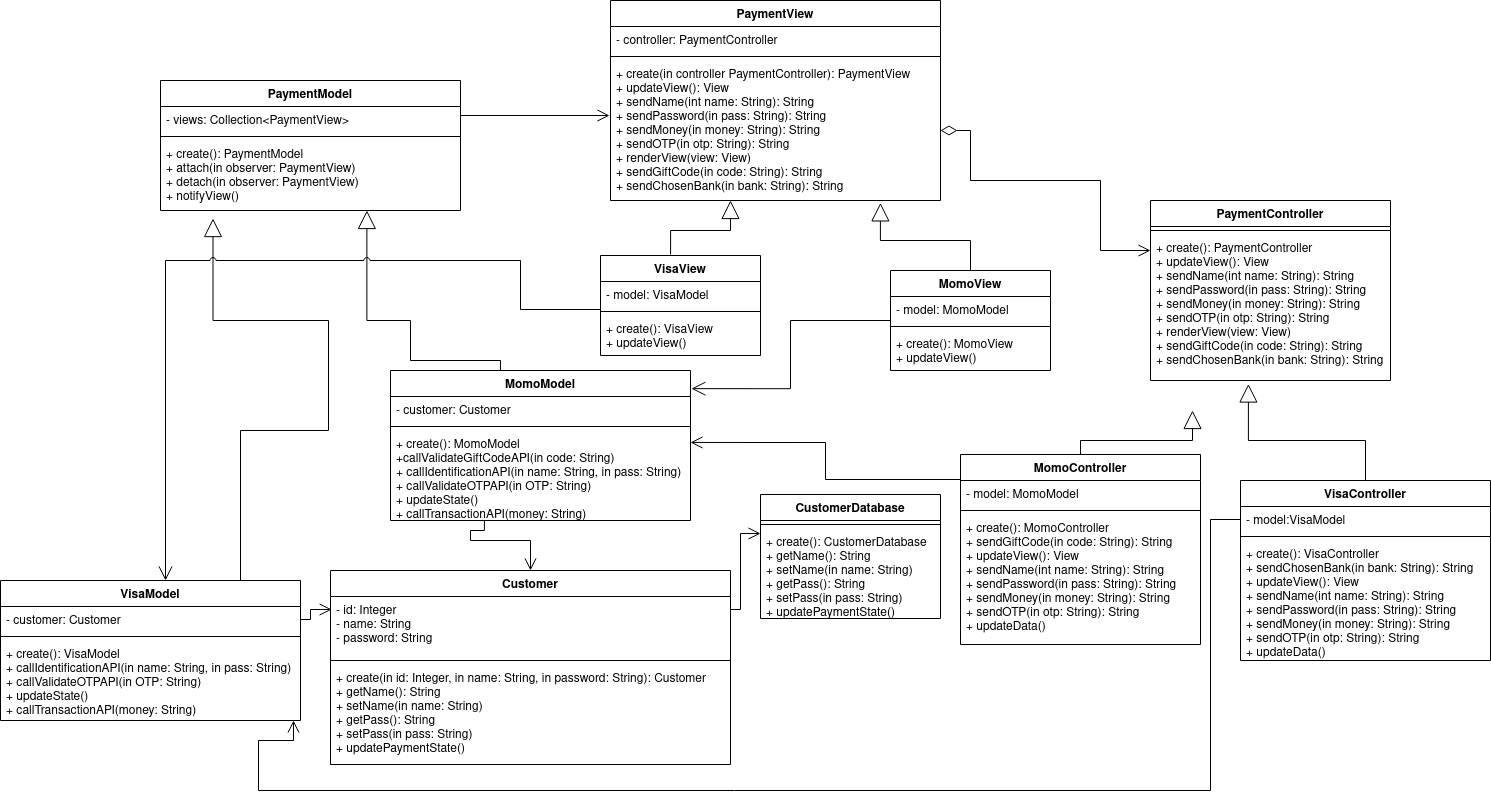 PaymentView
- controller: PaymentController
+ create(in controller PaymentController): PaymentView
+ updateView(): View
+ sendName(int name: String): String
+ sendPassword(in pass: String): String
+ sendMoney(in money: String): String
+ sendOTP(in otp: String): String
+ renderView(view: View)
+ sendGiftCode(in code: String): String
+ sendChosenBank(in bank: String): String
PaymentModel
- views: Collection<PaymentView>
+ create(): PaymentModel
+ attach(in observer: PaymentView)
+ detach(in observer: PaymentView)
+ notifyView()
PaymentController
+ create(): PaymentController
+ updateView(): View
+ sendName(int name: String): String
+ sendPassword(in pass: String): String
+ sendMoney(in money: String): String
+ sendOTP(in otp: String): String
+ renderView(view: View)
+ sendGiftCode(in code: String): String
+ sendChosenBank(in bank: String): String
VisaView
- model: VisaModel
+ create(): VisaView
+ updateView()
MomoView
- model: MomoModel
+ create(): MomoView
+ updateView()
MomoModel
- customer: Customer
+ create(): MomoModel
+callValidateGiftCodeAPI(in code: String)
+ callIdentificationAPI(in name: String, in pass: String)
+ callValidateOTPAPI(in OTP: String)
+ updateState()
+ callTransactionAPI(money: String)
MomoController
- model: MomoModel
+ create(): MomoController
+ sendGiftCode(in code: String): String
+ updateView(): View
+ sendName(int name: String): String
+ sendPassword(in pass: String): String
+ sendMoney(in money: String): String
+ sendOTP(in otp: String): String
+ updateData()
VisaController
- model:VisaModel
+ create(): VisaController
+ sendChosenBank(in bank: String): String
+ updateView(): View
+ sendName(int name: String): String
+ sendPassword(in pass: String): String
+ sendMoney(in money: String): String
+ sendOTP(in otp: String): String
+ updateData()
CustomerDatabase
+ create(): CustomerDatabase
+ getName(): String
+ setName(in name: String)
+ getPass(): String
+ setPass(in pass: String)
+ updatePaymentState()
VisaModel
- customer: Customer
+ create(): VisaModel
+ callIdentificationAPI(in name: String, in pass: String)
+ callValidateOTPAPI(in OTP: String)
+ updateState()
+ callTransactionAPI(money: String)
Customer
- id: Integer
- name: String
- password: String
+ create(in id: Integer, in name: String, in password: String): Customer
+ getName(): String
+ setName(in name: String)
+ getPass(): String
+ setPass(in pass: String)
+ updatePaymentState()